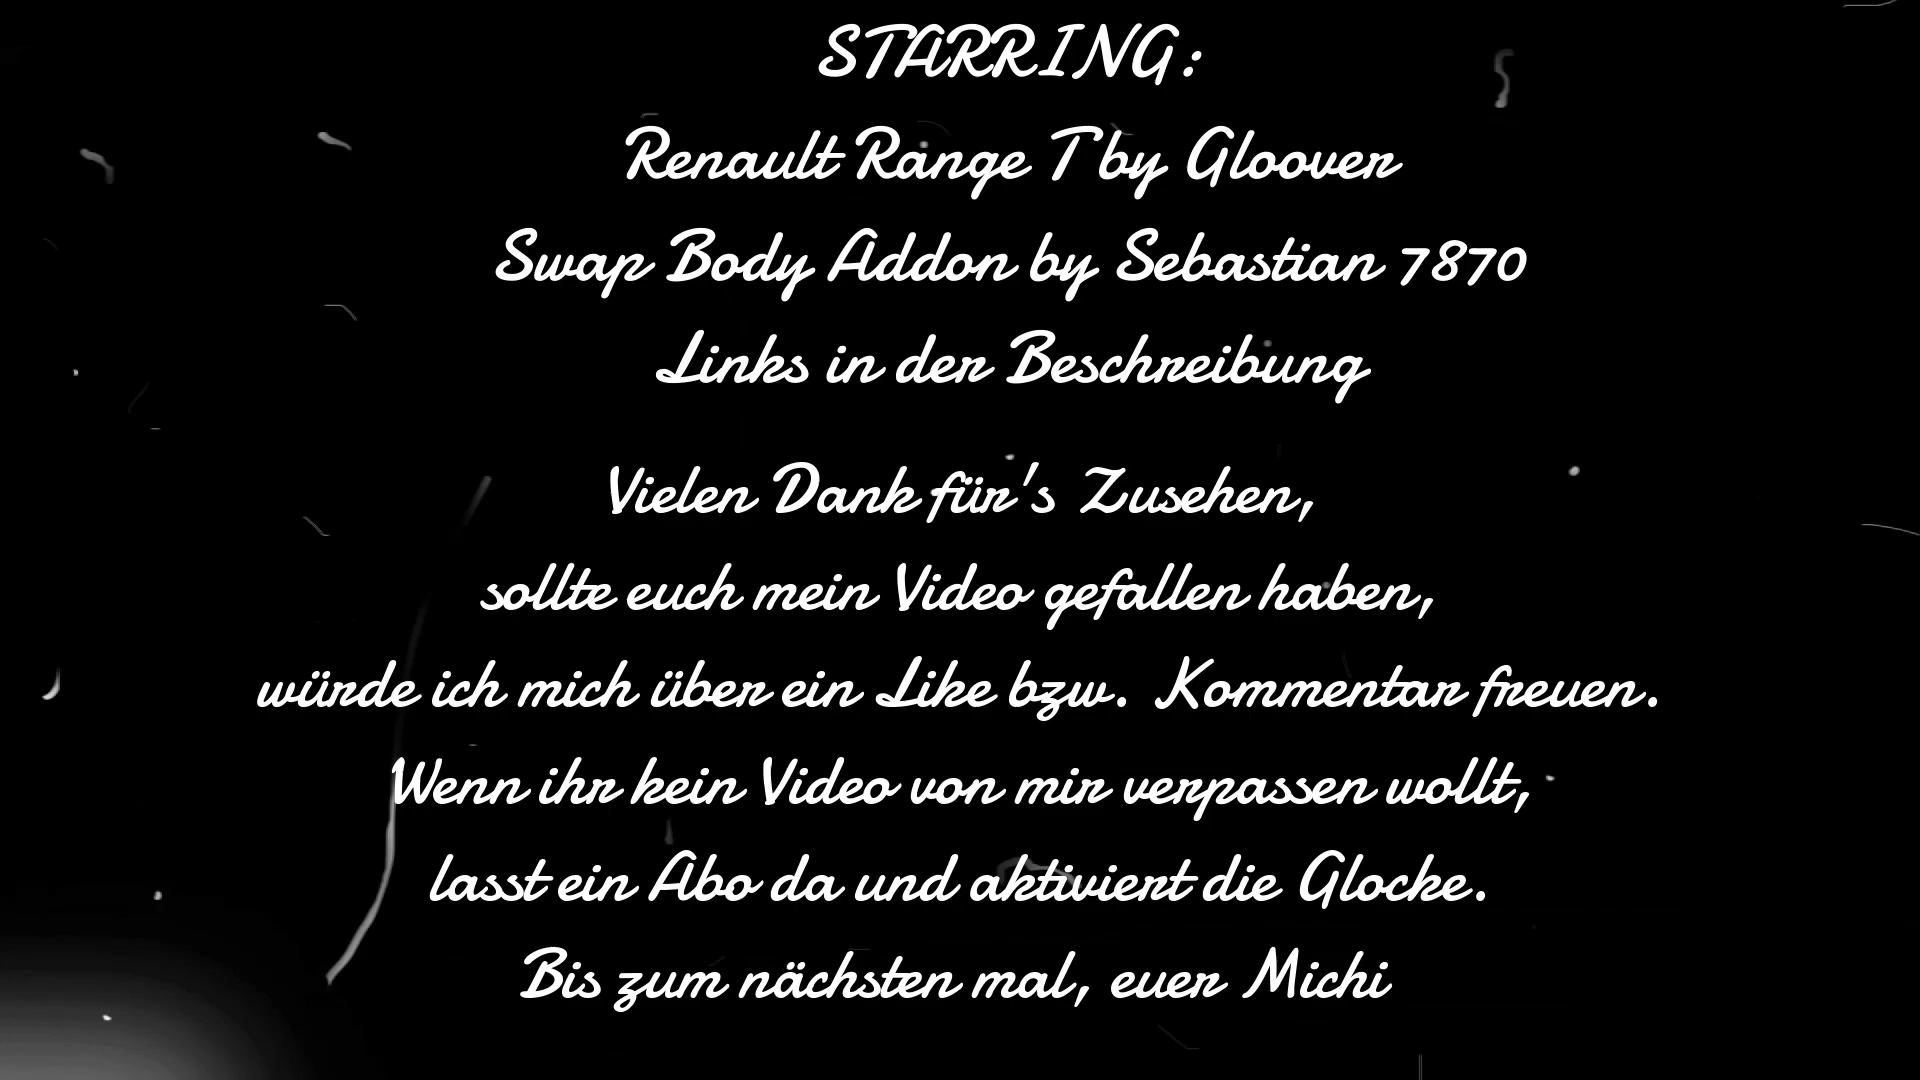 STARRING:
Renault Range T by Gloover
Swap Body Addon by Sebastian 7870
Links in der Beschreibung
Vielen Dank für's Zusehen,
sollte euch mein Video gefallen haben,
würde ich mich über ein Like bzw. Kommentar freuen.
Wenn ihr kein Video von mir verpassen wollt,
lasst ein Abo da und aktiviert die Glocke.
Bis zum nächsten mal, euer Michi